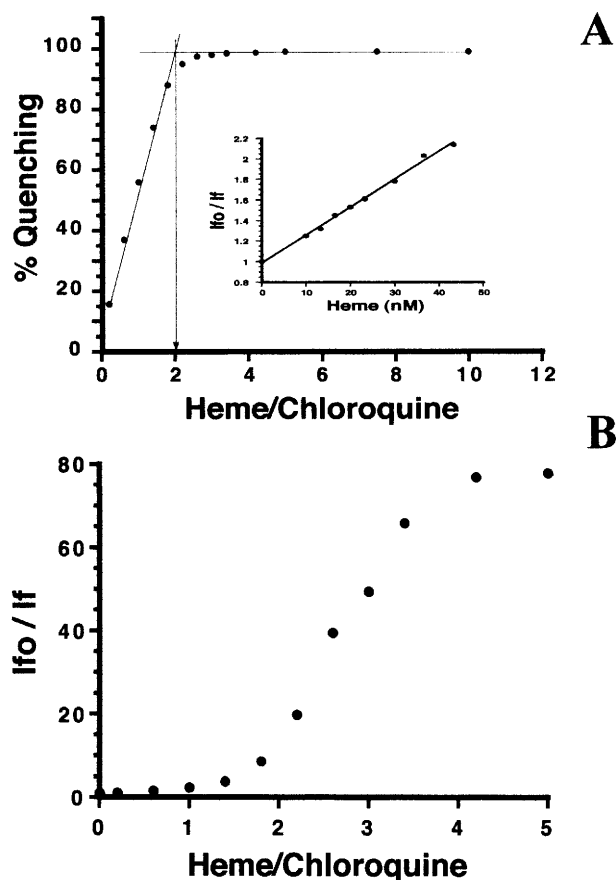 A
100
80
60
40
20
0
% Quenching
0 2 4 6 8 10 12
Heme/Chloroquine
2.2
2
1.8
1.6
1.4
1.2
1
0.8
Ifo / If
0 10 20 30 40 50
Heme (nM)
B
80
60
40
20
0
Ifo / If
0 1 2 3 4 5
Heme/Chloroquine